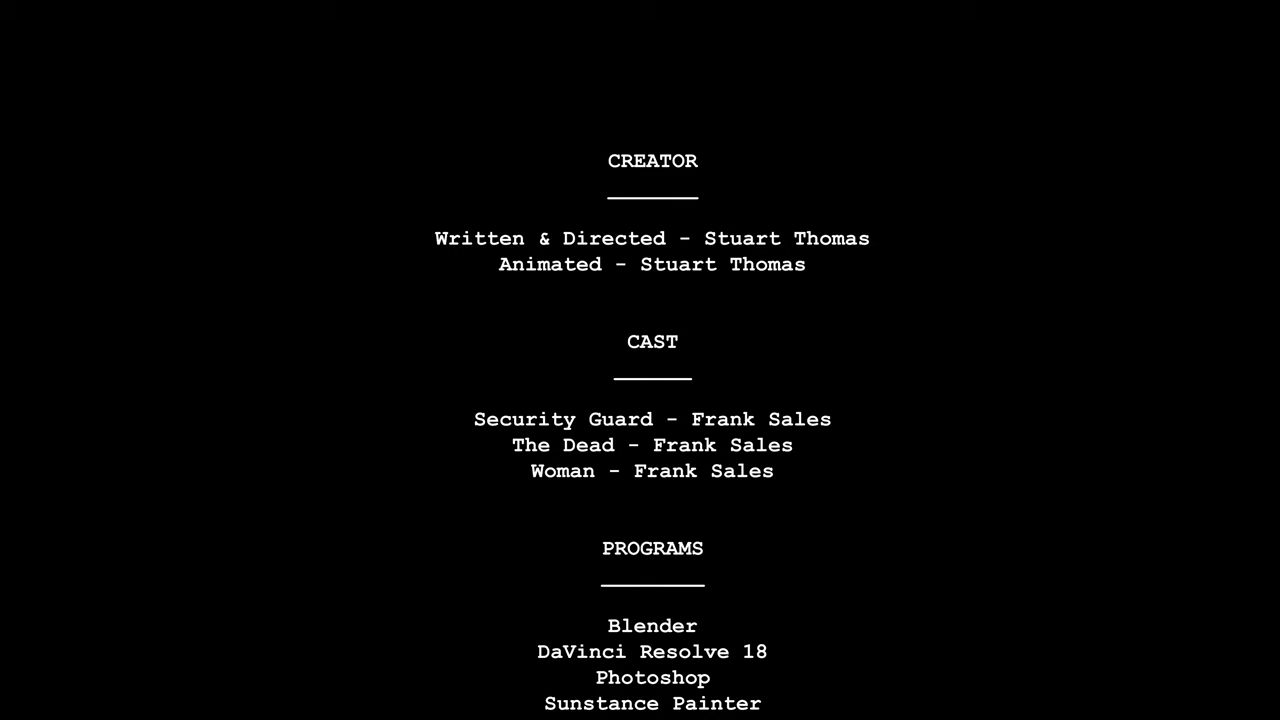 CREATOR
Written & Directed - Stuart Thomas
Animated - Stuart Thomas
CAST
Security Guard - Frank Sales
The Dead - Frank Sales
Woman - Frank Sales
PROGRAMS
Blender
DaVinci Resolve 18
Photoshop
Sunstance Painter